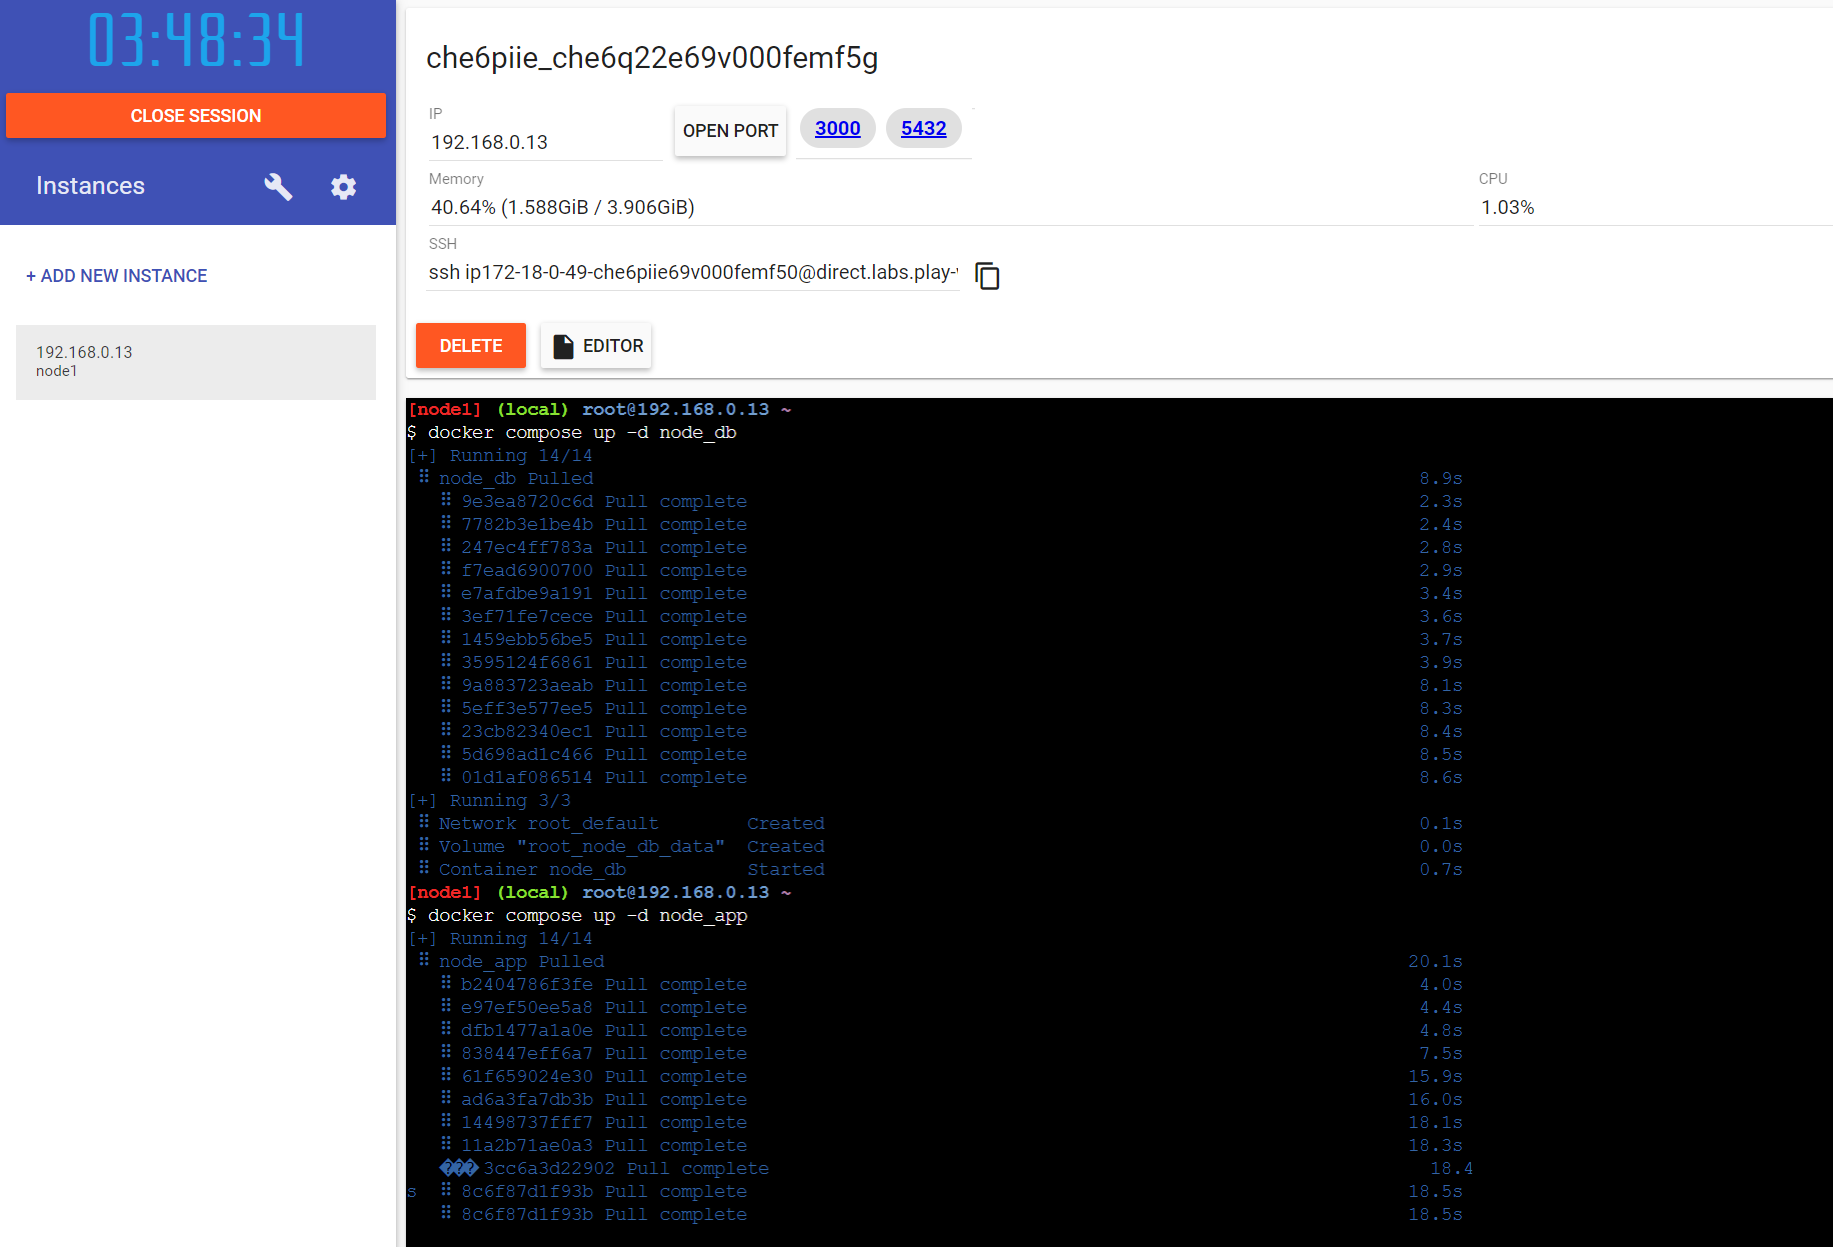 03:48:34
CLOSE SESSION
Instances
+ ADD NEW INSTANCE
192.168.0.13
node1
che6piie_che6q22e69v000femf5g
IP
192.168.0.13
OPEN PORT
3000
5432
Memory
40.64% (1.588GiB / 3.906GiB)
CPU
1.03%
SSH
ssh ip172-18-0-49-che6piie69v000femf50@direct.labs.play-
DELETE
EDITOR
[node1] (local) root@192.168.0.13 ~
$ docker compose up -d node_db
[+] Running 14/14
⠿ node_db Pulled 8.9s
⠿ 9e3ea8720c6d Pull complete 2.3s
⠿ 7782b3e1be4b Pull complete 2.4s
⠿ 247ec4ff783a Pull complete 2.8s
⠿ f7ead6900700 Pull complete 2.9s
⠿ e7afdbe9a191 Pull complete 3.4s
⠿ 3ef71fe7cece Pull complete 3.6s
⠿ 1459ebb56be5 Pull complete 3.7s
⠿ 3595124f6861 Pull complete 3.9s
⠿ 9a883723aeab Pull complete 8.1s
⠿ 5eff3e577ee5 Pull complete 8.3s
⠿ 23cb82340ec1 Pull complete 8.4s
⠿ 5d698ad1c466 Pull complete 8.5s
⠿ 01d1af086514 Pull complete 8.6s
[+] Running 3/3
⠿ Network root_default Created 0.1s
⠿ Volume "root_node_db_data" Created 0.0s
⠿ Container node_db Started 0.7s
[node1] (local) root@192.168.0.13 ~
$ docker compose up -d node_app
[+] Running 14/14
⠿ node_app Pulled 20.1s
⠿ b2404786f3fe Pull complete 4.0s
⠿ e97ef50ee5a8 Pull complete 4.4s
⠿ dfb1477a1a0e Pull complete 4.8s
⠿ 838447eff6a7 Pull complete 7.5s
⠿ 61f659024e30 Pull complete 15.9s
⠿ ad6a3fa7db3b Pull complete 16.0s
⠿ 14498737fff7 Pull complete 18.1s
⠿ 11a2b71ae0a3 Pull complete 18.3s
���3cc6a3d22902 Pull complete 18.4
s ⠿ 8c6f87d1f93b Pull complete 18.5s
⠿ 8c6f87d1f93b Pull complete 18.5s